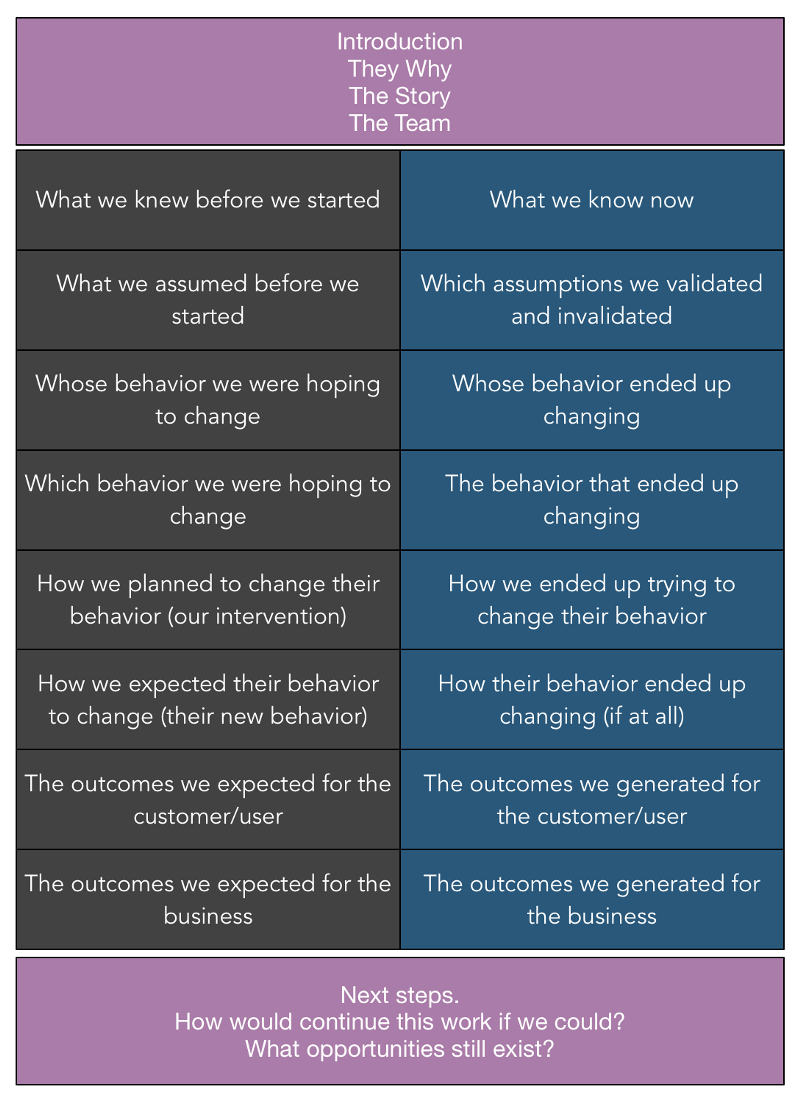 Introduction
They Why
The Story
The Team
What we knew before we started
What we know now
What we assumed before we
started
Which assumptions we validated
and invalidated
Whose behavior we were hoping
to change
Whose behavior ended up
changing
Which behavior we were hoping to
change
The behavior that ended up
changing
How we planned to change their
behavior (our intervention)
How we ended up trying to
change their behavior
How we expected their behavior
to change (their new behavior)
How their behavior ended up
changing (if at all)
The outcomes we expected for the
customer/user
The outcomes we generated for
the customer/user
The outcomes we expected for the
business
The outcomes we generated for
the business
Next steps.
How would continue this work if we could?
What opportunities still exist?